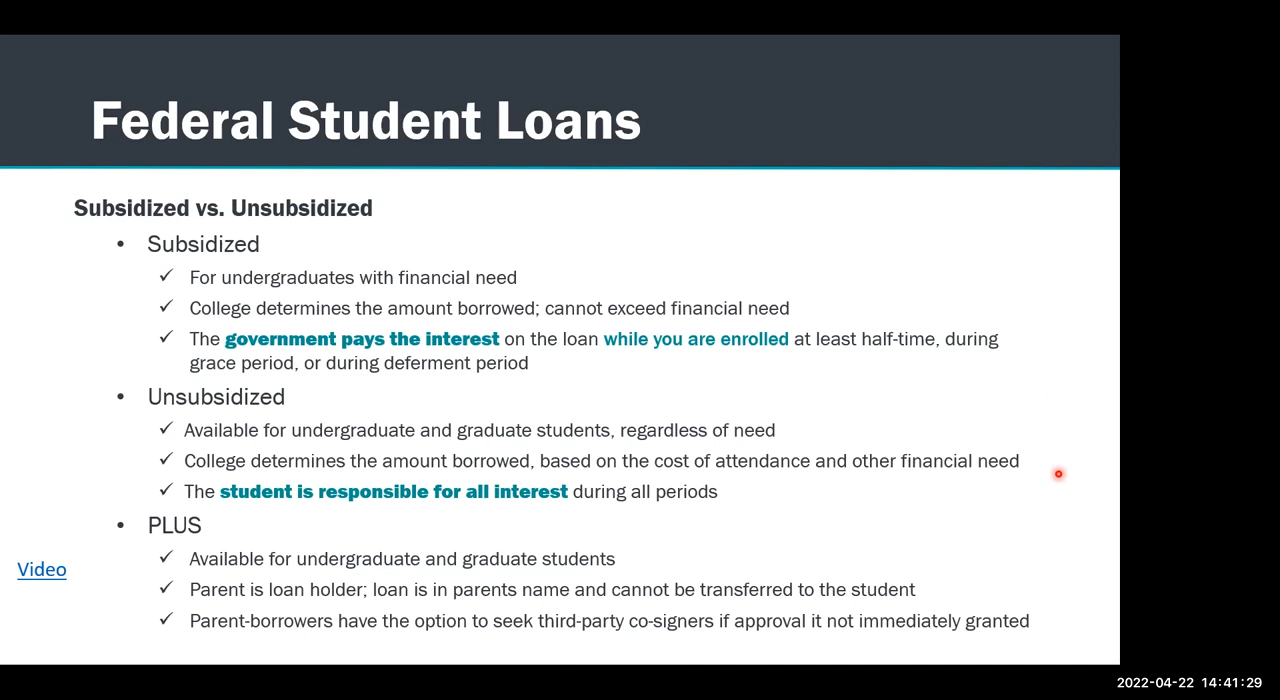 Federal Student Loans
Subsidized vs. Unsubsidized
• Subsidized
✓ For undergraduates with financial need
✓ College determines the amount borrowed; cannot exceed financial need
✓ The government pays the interest on the loan while you are enrolled at least half-time, during
grace period, or during deferment period
• Unsubsidized
✓ Available for undergraduate and graduate students, regardless of need
✓ College determines the amount borrowed, based on the cost of attendance and other financial need
✓ The student is responsible for all interest during all periods
• PLUS
✓ Available for undergraduate and graduate students
Video
✓ Parent is loan holder; loan is in parents name and cannot be transferred to the student
✓ Parent-borrowers have the option to seek third-party co-signers if approval it not immediately granted
2022-04-22 14:41:29